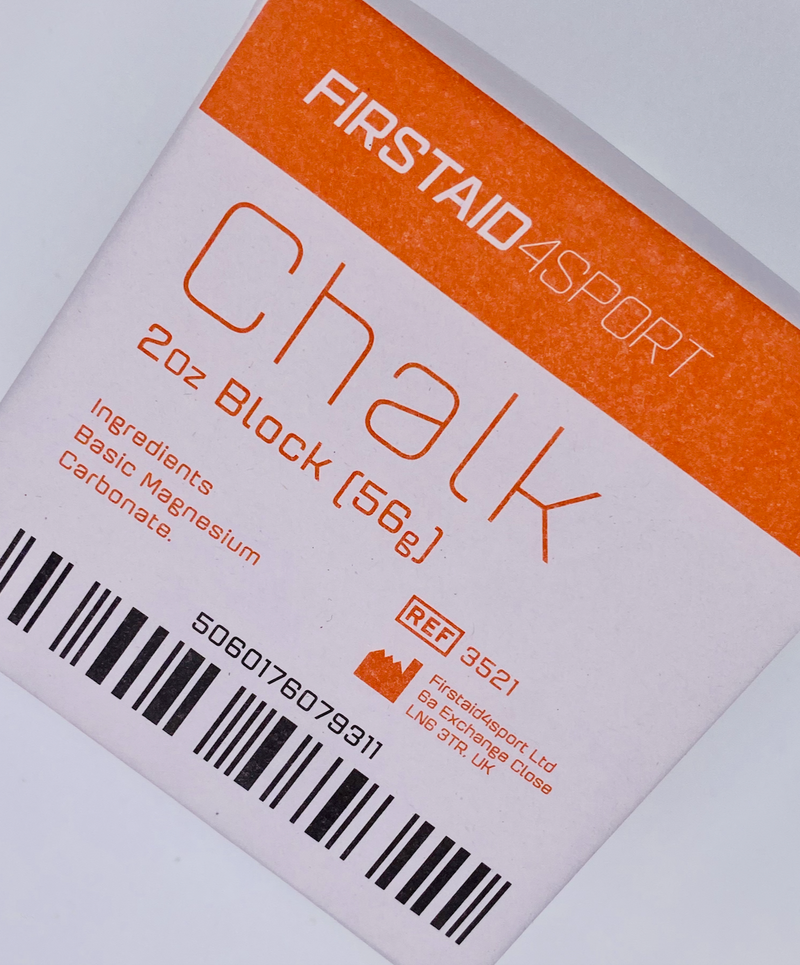 FIRSTAID4SPORT
Chalk
2oz Block (56g)
Ingredients
Basic Magnesium
Carbonate.
5060176079311
REF 3521
Firstaid4sport Ltd
6a Exchange Close
LN6 3TR. UK